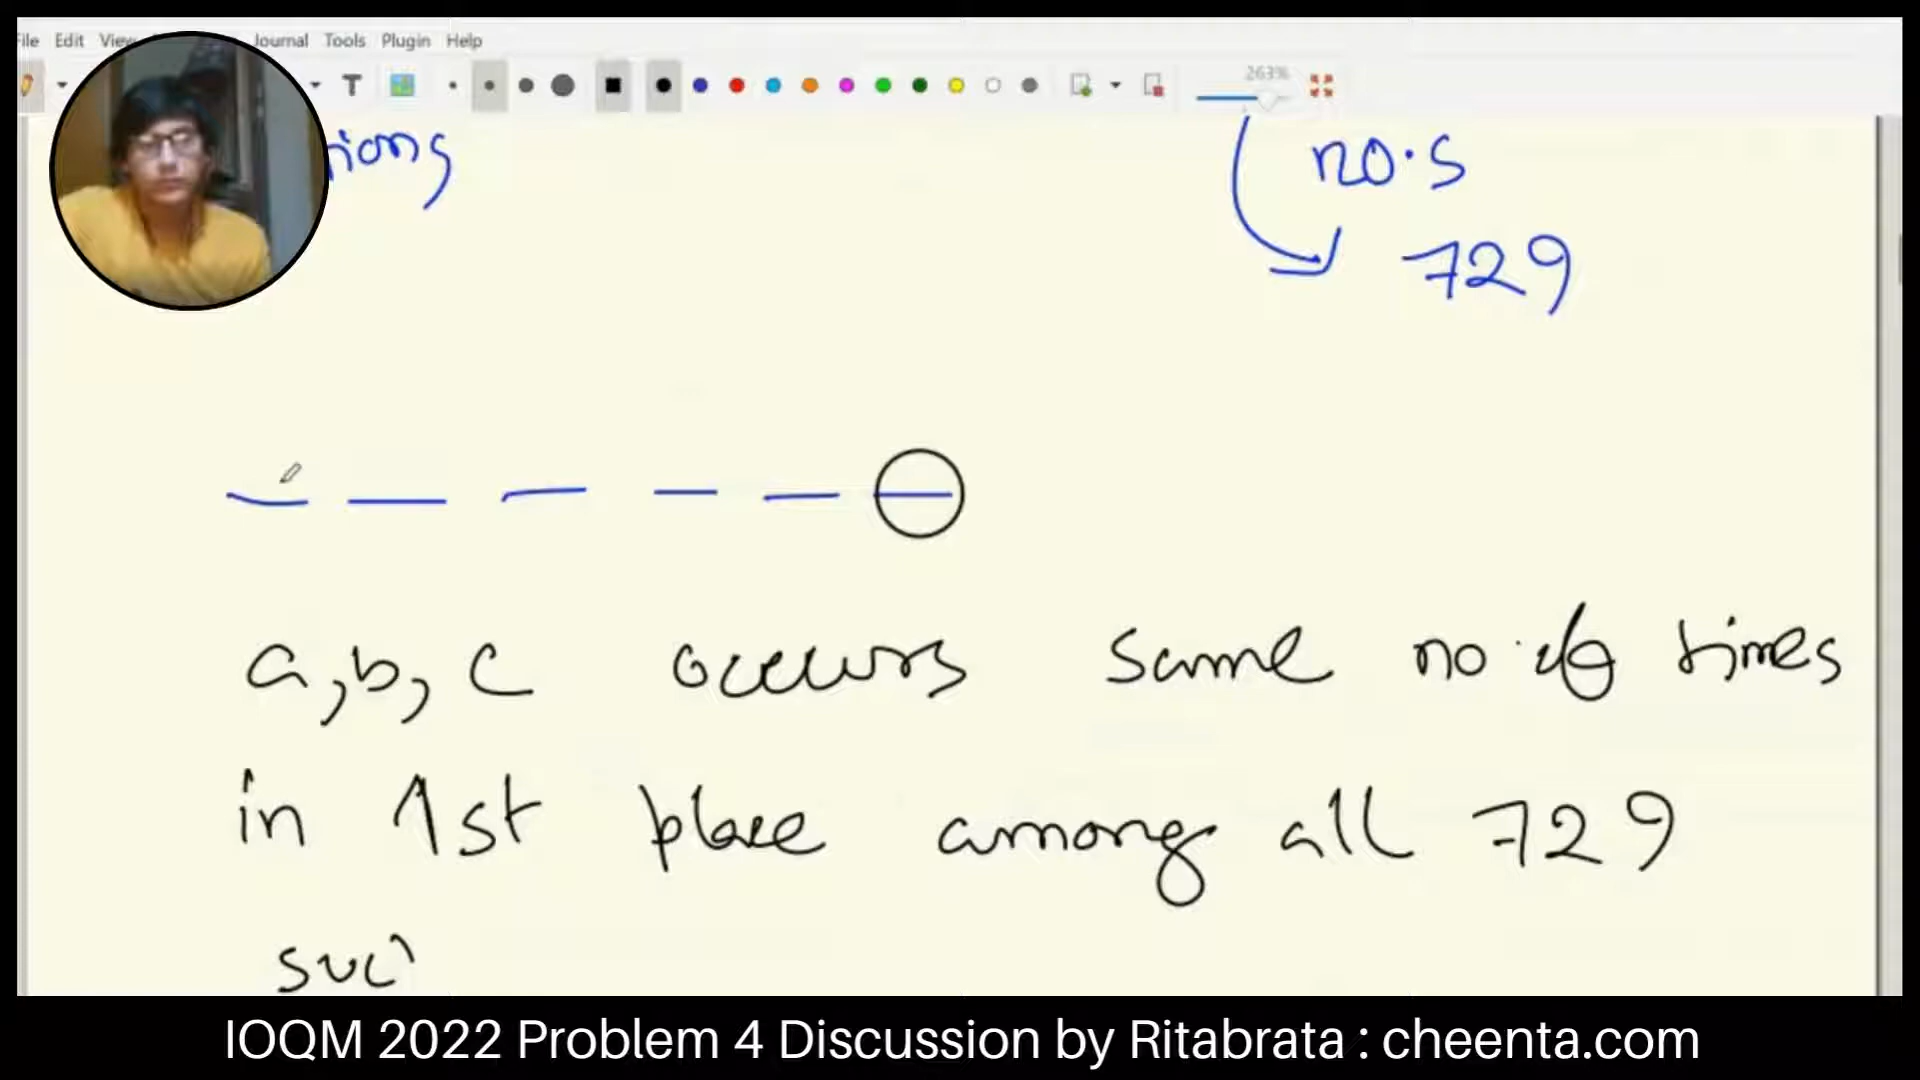 File Edit View Journal Tools Plugin Help
263%
no.s
729
a, b, c occurs same no. of times
in 1st place among all 729
IOQM 2022 Problem 4 Discussion by Ritabrata : cheenta.com